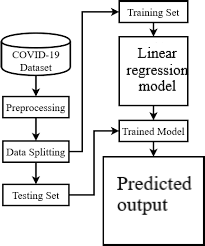 COVID-19
Dataset
Preprocessing
Data Splitting
Testing Set
Training Set
Linear
regression
model
Trained Model
Predicted
output